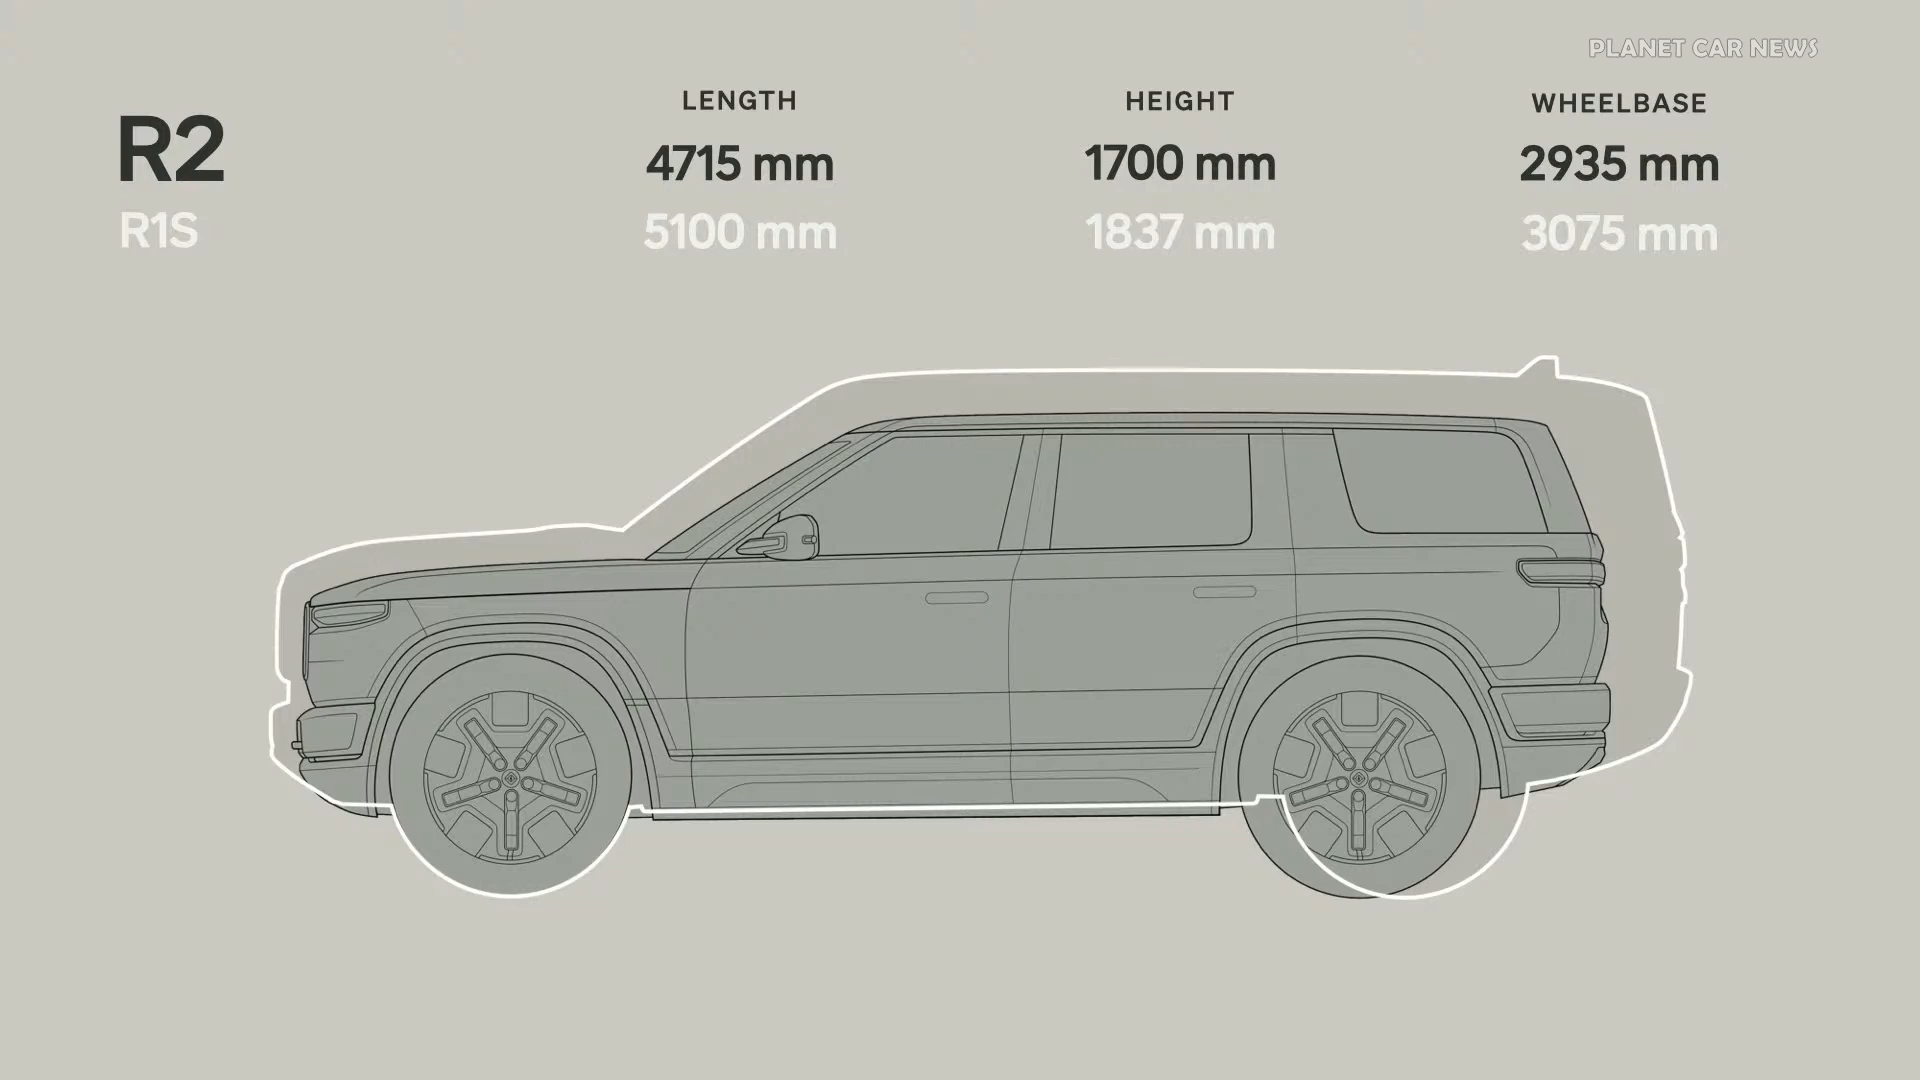 PLANET CAR NEWS
LENGTH HEIGHT WHEELBASE
R2 4715 mm 1700 mm 2935 mm
R1S 5100 mm 1837 mm 3075 mm